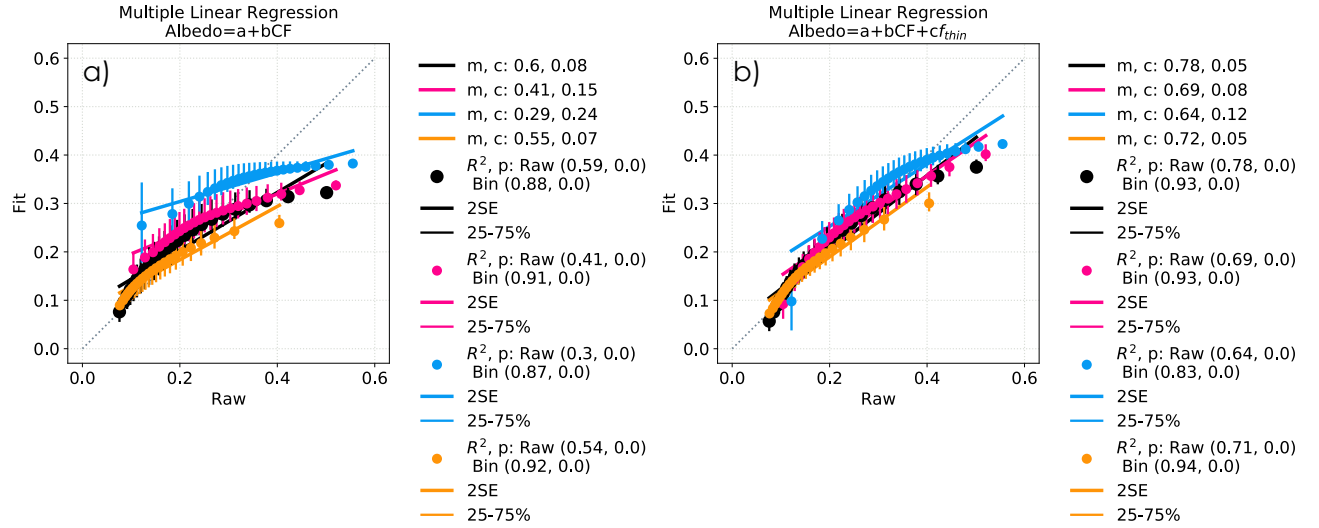 Multiple Linear Regression
Albedo=a+bCF
a)
0.6
0.5
0.4
0.3
0.2
0.1
0.0
Fit
0.0 0.2 0.4 0.6
Raw
m, c: 0.6, 0.08
m, c: 0.41, 0.15
m, c: 0.29, 0.24
m, c: 0.55, 0.07
R², p: Raw (0.59, 0.0)
Bin (0.88, 0.0)
2SE
25-75%
R², p: Raw (0.41, 0.0)
Bin (0.91, 0.0)
2SE
25-75%
R², p: Raw (0.3, 0.0)
Bin (0.87, 0.0)
2SE
25-75%
R², p: Raw (0.54, 0.0)
Bin (0.92, 0.0)
2SE
25-75%
Multiple Linear Regression
Albedo=a+bCF+cf_thin
b)
0.6
0.5
0.4
0.3
0.2
0.1
0.0
Fit
0.0 0.2 0.4 0.6
Raw
m, c: 0.78, 0.05
m, c: 0.69, 0.08
m, c: 0.64, 0.12
m, c: 0.72, 0.05
R², p: Raw (0.78, 0.0)
Bin (0.93, 0.0)
2SE
25-75%
R², p: Raw (0.69, 0.0)
Bin (0.93, 0.0)
2SE
25-75%
R², p: Raw (0.64, 0.0)
Bin (0.83, 0.0)
2SE
25-75%
R², p: Raw (0.71, 0.0)
Bin (0.94, 0.0)
2SE
25-75%